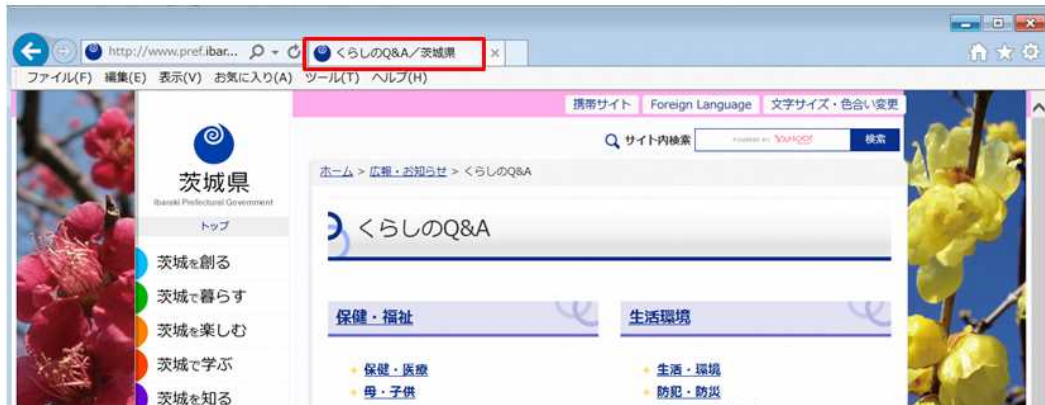 http://www.pref.ibar...
くらしのQ&A／茨城県
ファイル(F) 編集(E) 表示(V) お気に入り(A) ツール(T) ヘルプ(H)
携帯サイト Foreign Language 文字サイズ・色合い変更
サイト内検索 POWERED BY YAHOO! 検索
茨城県
Ibaraki Prefectural Government
ホーム > 広報・お知らせ > くらしのQ&A
トップ
くらしのQ&A
茨城を創る
茨城で暮らす
茨城を楽しむ
茨城で学ぶ
茨城を知る
保健・福祉
生活環境
保健・医療
母・子供
生活・環境
防犯・防災